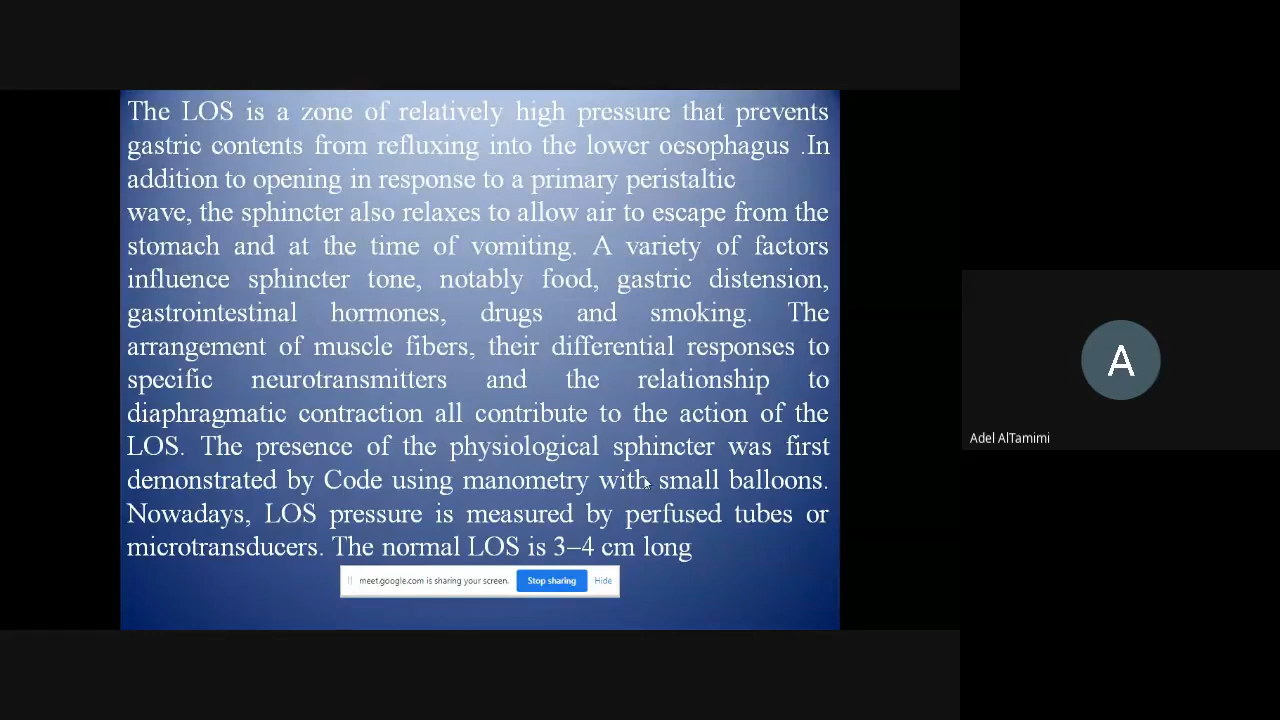 The LOS is a zone of relatively high pressure that prevents
gastric contents from refluxing into the lower oesophagus .In
addition to opening in response to a primary peristaltic
wave, the sphincter also relaxes to allow air to escape from the
stomach and at the time of vomiting. A variety of factors
influence sphincter tone, notably food, gastric distension,
gastrointestinal hormones, drugs and smoking. The
arrangement of muscle fibers, their differential responses to
specific neurotransmitters and the relationship to
diaphragmatic contraction all contribute to the action of the
LOS. The presence of the physiological sphincter was first
demonstrated by Code using manometry with small balloons.
Nowadays, LOS pressure is measured by perfused tubes or
microtransducers. The normal LOS is 3–4 cm long
meet.google.com is sharing your screen. Stop sharing Hide
A
Adel AlTamimi